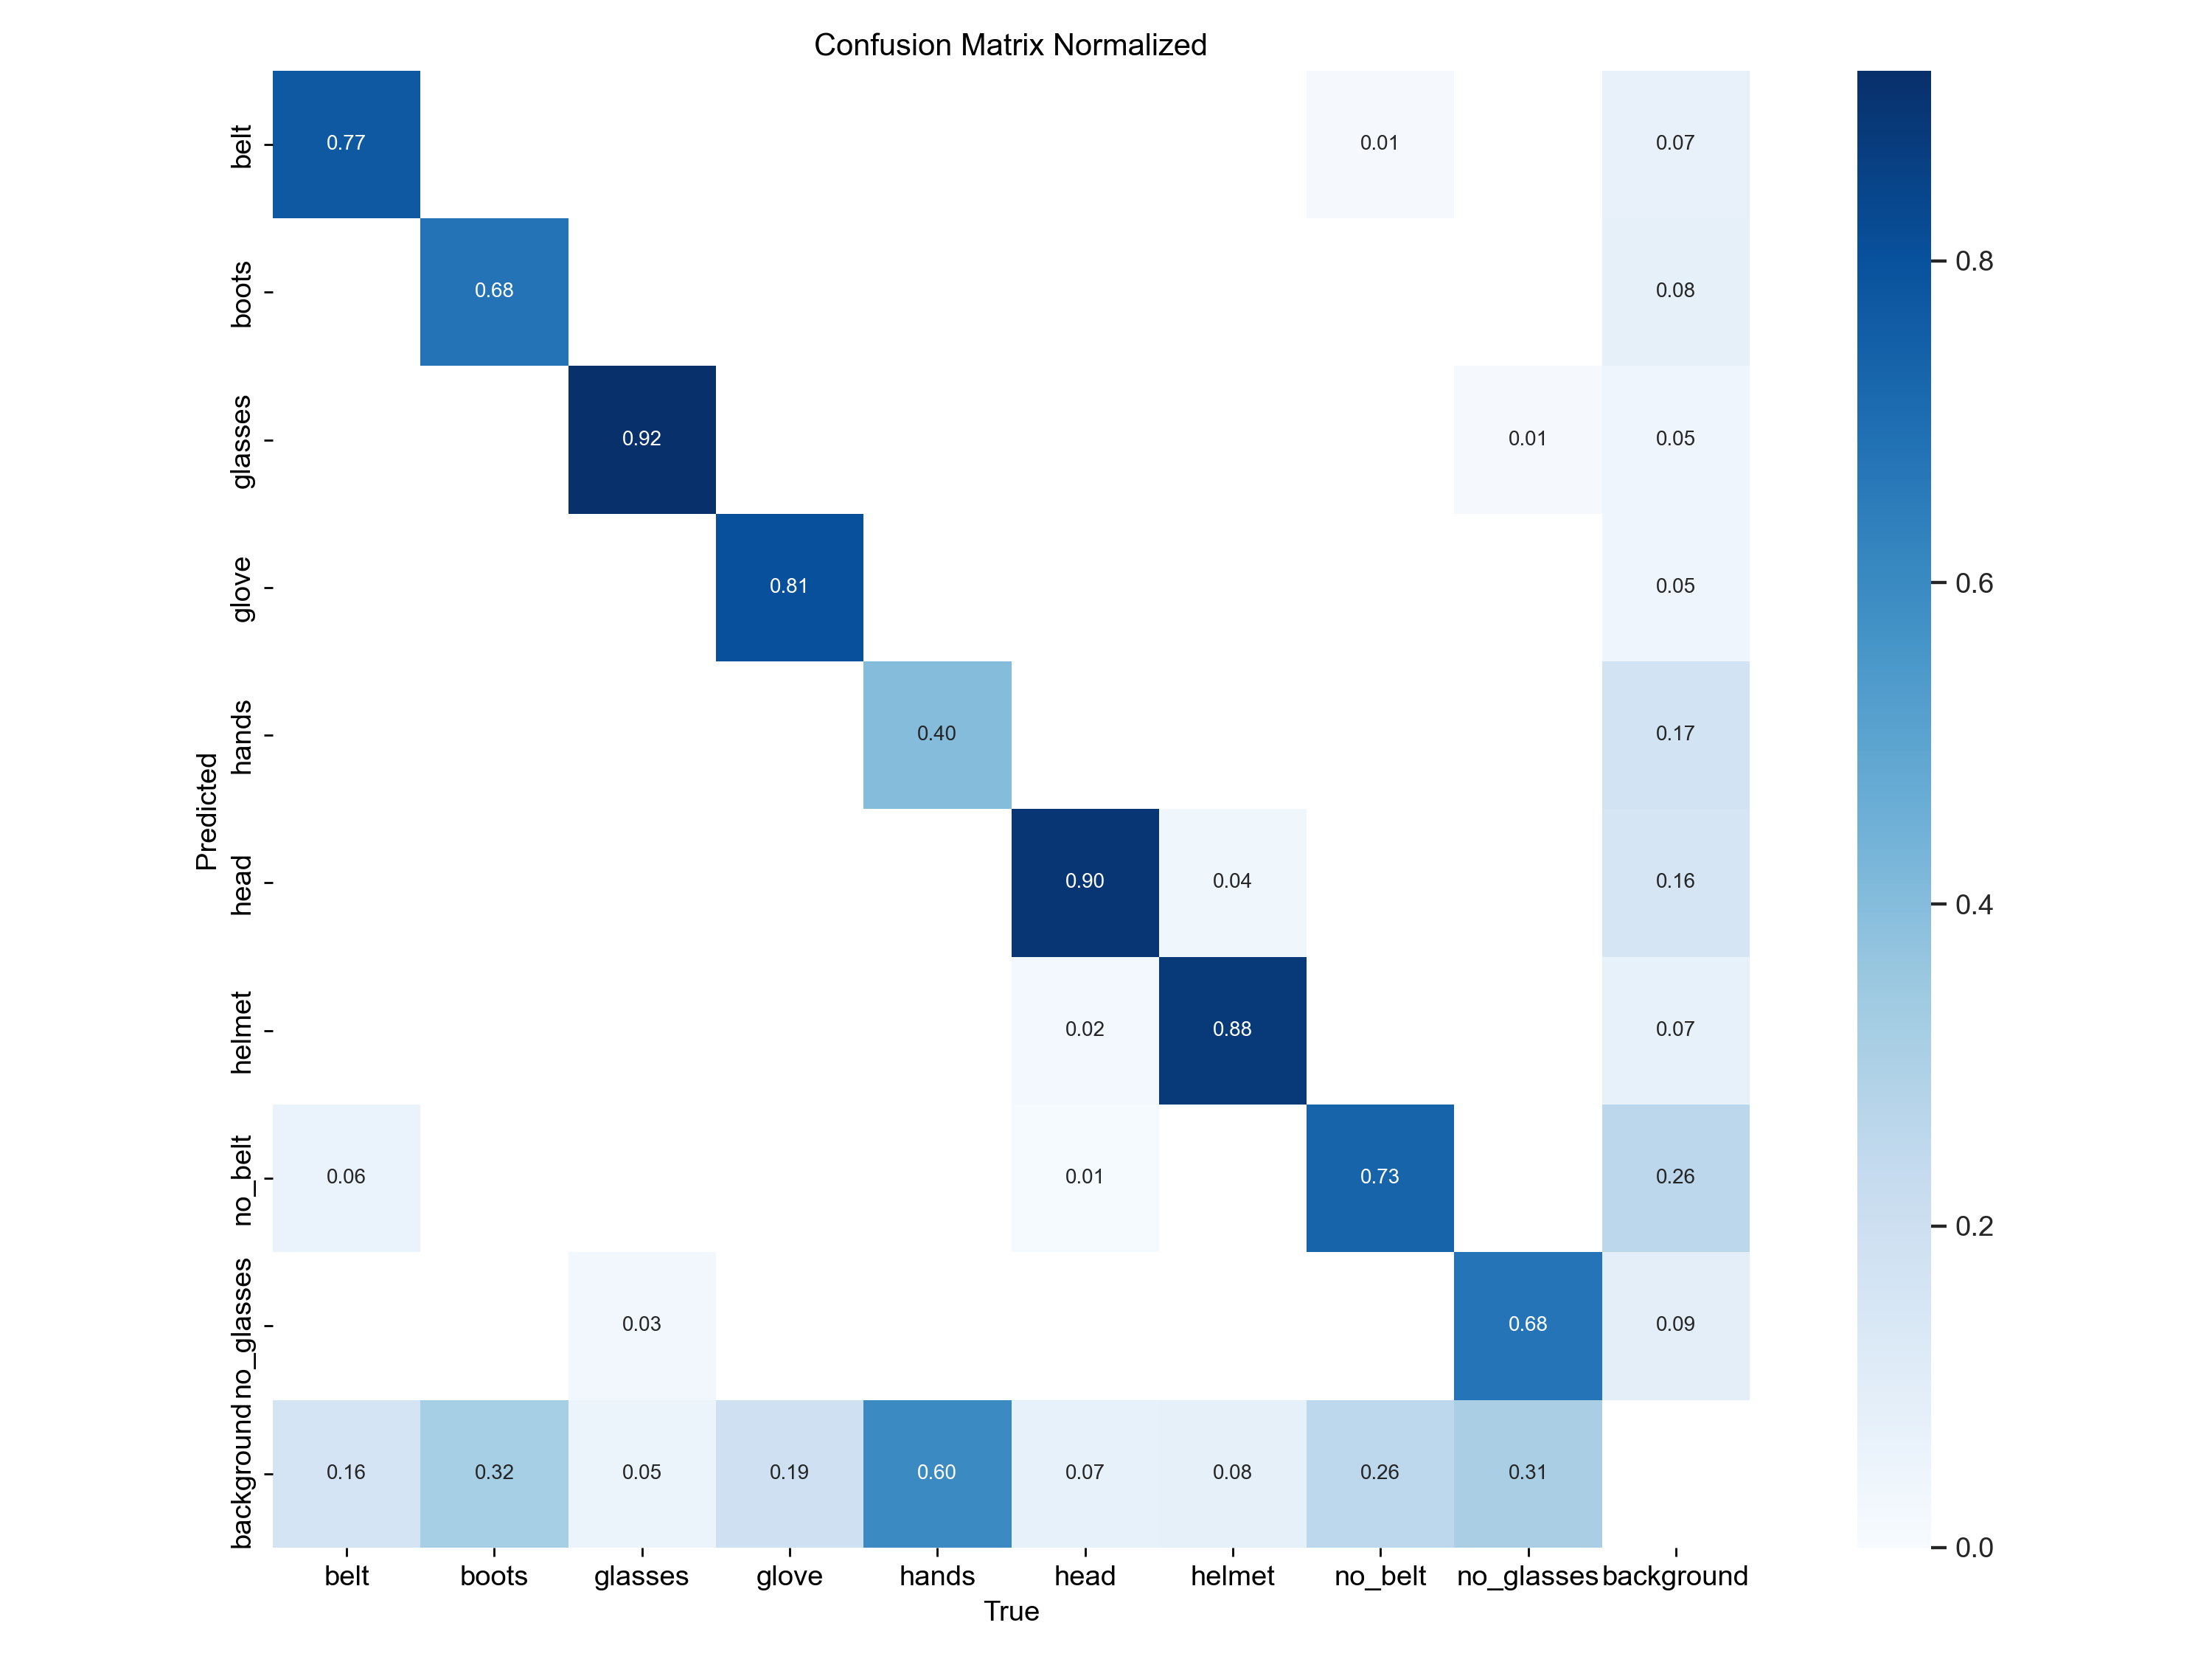 Confusion Matrix Normalized
belt 0.77 0.01 0.07
boots 0.68 0.08
glasses 0.92 0.01 0.05
glove 0.81 0.05
hands 0.40 0.17
head 0.90 0.04 0.16
helmet 0.02 0.88 0.07
no_belt 0.06 0.01 0.73 0.26
no_glasses 0.03 0.68 0.09
background 0.16 0.32 0.05 0.19 0.60 0.07 0.08 0.26 0.31
belt boots glasses glove hands head helmet no_belt no_glasses background
True
Predicted
0.8
0.6
0.4
0.2
0.0